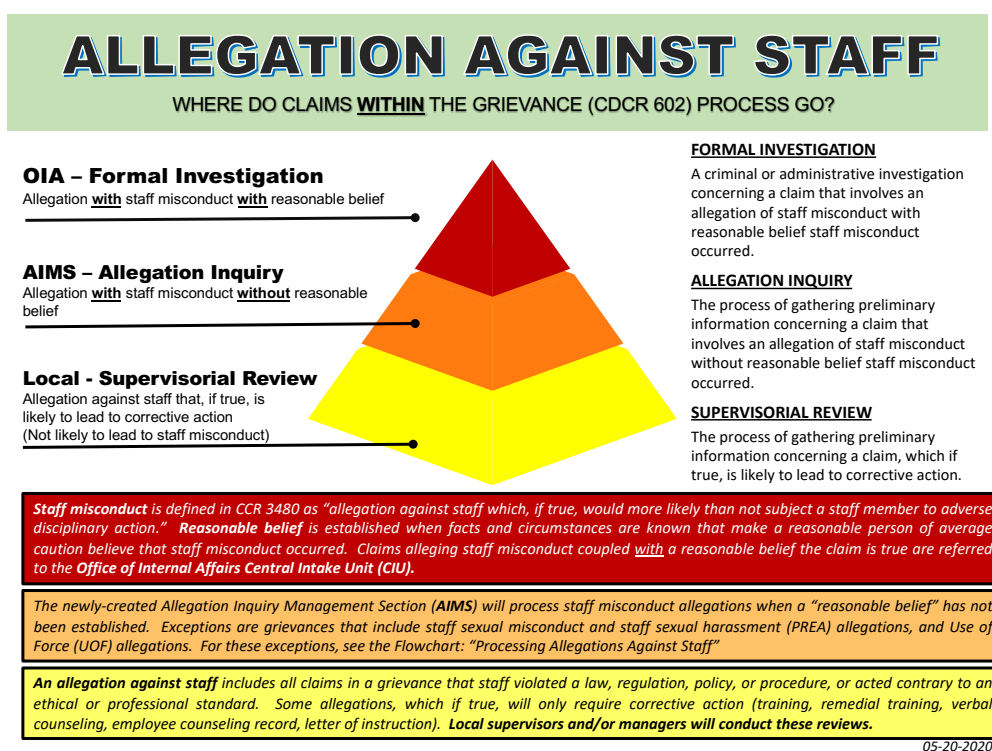 ALLEGATION AGAINST STAFF
WHERE DO CLAIMS WITHIN THE GRIEVANCE (CDCR 602) PROCESS GO?
OIA – Formal Investigation
Allegation with staff misconduct with reasonable belief
AIMS – Allegation Inquiry
Allegation with staff misconduct without reasonable
belief
Local - Supervisorial Review
Allegation against staff that, if true, is
likely to lead to corrective action
(Not likely to lead to staff misconduct)
FORMAL INVESTIGATION
A criminal or administrative investigation
concerning a claim that involves an
allegation of staff misconduct with
reasonable belief staff misconduct
occurred.
ALLEGATION INQUIRY
The process of gathering preliminary
information concerning a claim that
involves an allegation of staff misconduct
without reasonable belief staff misconduct
occurred.
SUPERVISORIAL REVIEW
The process of gathering preliminary
information concerning a claim, which if
true, is likely to lead to corrective action.
Staff misconduct is defined in CCR 3480 as “allegation against staff which, if true, would more likely than not subject a staff member to adverse
disciplinary action.” Reasonable belief is established when facts and circumstances are known that make a reasonable person of average
caution believe that staff misconduct occurred. Claims alleging staff misconduct coupled with a reasonable belief the claim is true are referred
to the Office of Internal Affairs Central Intake Unit (CIU).
The newly-created Allegation Inquiry Management Section (AIMS) will process staff misconduct allegations when a “reasonable belief” has not
been established. Exceptions are grievances that include staff sexual misconduct and staff sexual harassment (PREA) allegations, and Use of
Force (UOF) allegations. For these exceptions, see the Flowchart: “Processing Allegations Against Staff”
An allegation against staff includes all claims in a grievance that staff violated a law, regulation, policy, or procedure, or acted contrary to an
ethical or professional standard. Some allegations, which if true, will only require corrective action (training, remedial training, verbal
counseling, employee counseling record, letter of instruction). Local supervisors and/or managers will conduct these reviews.
05-20-2020